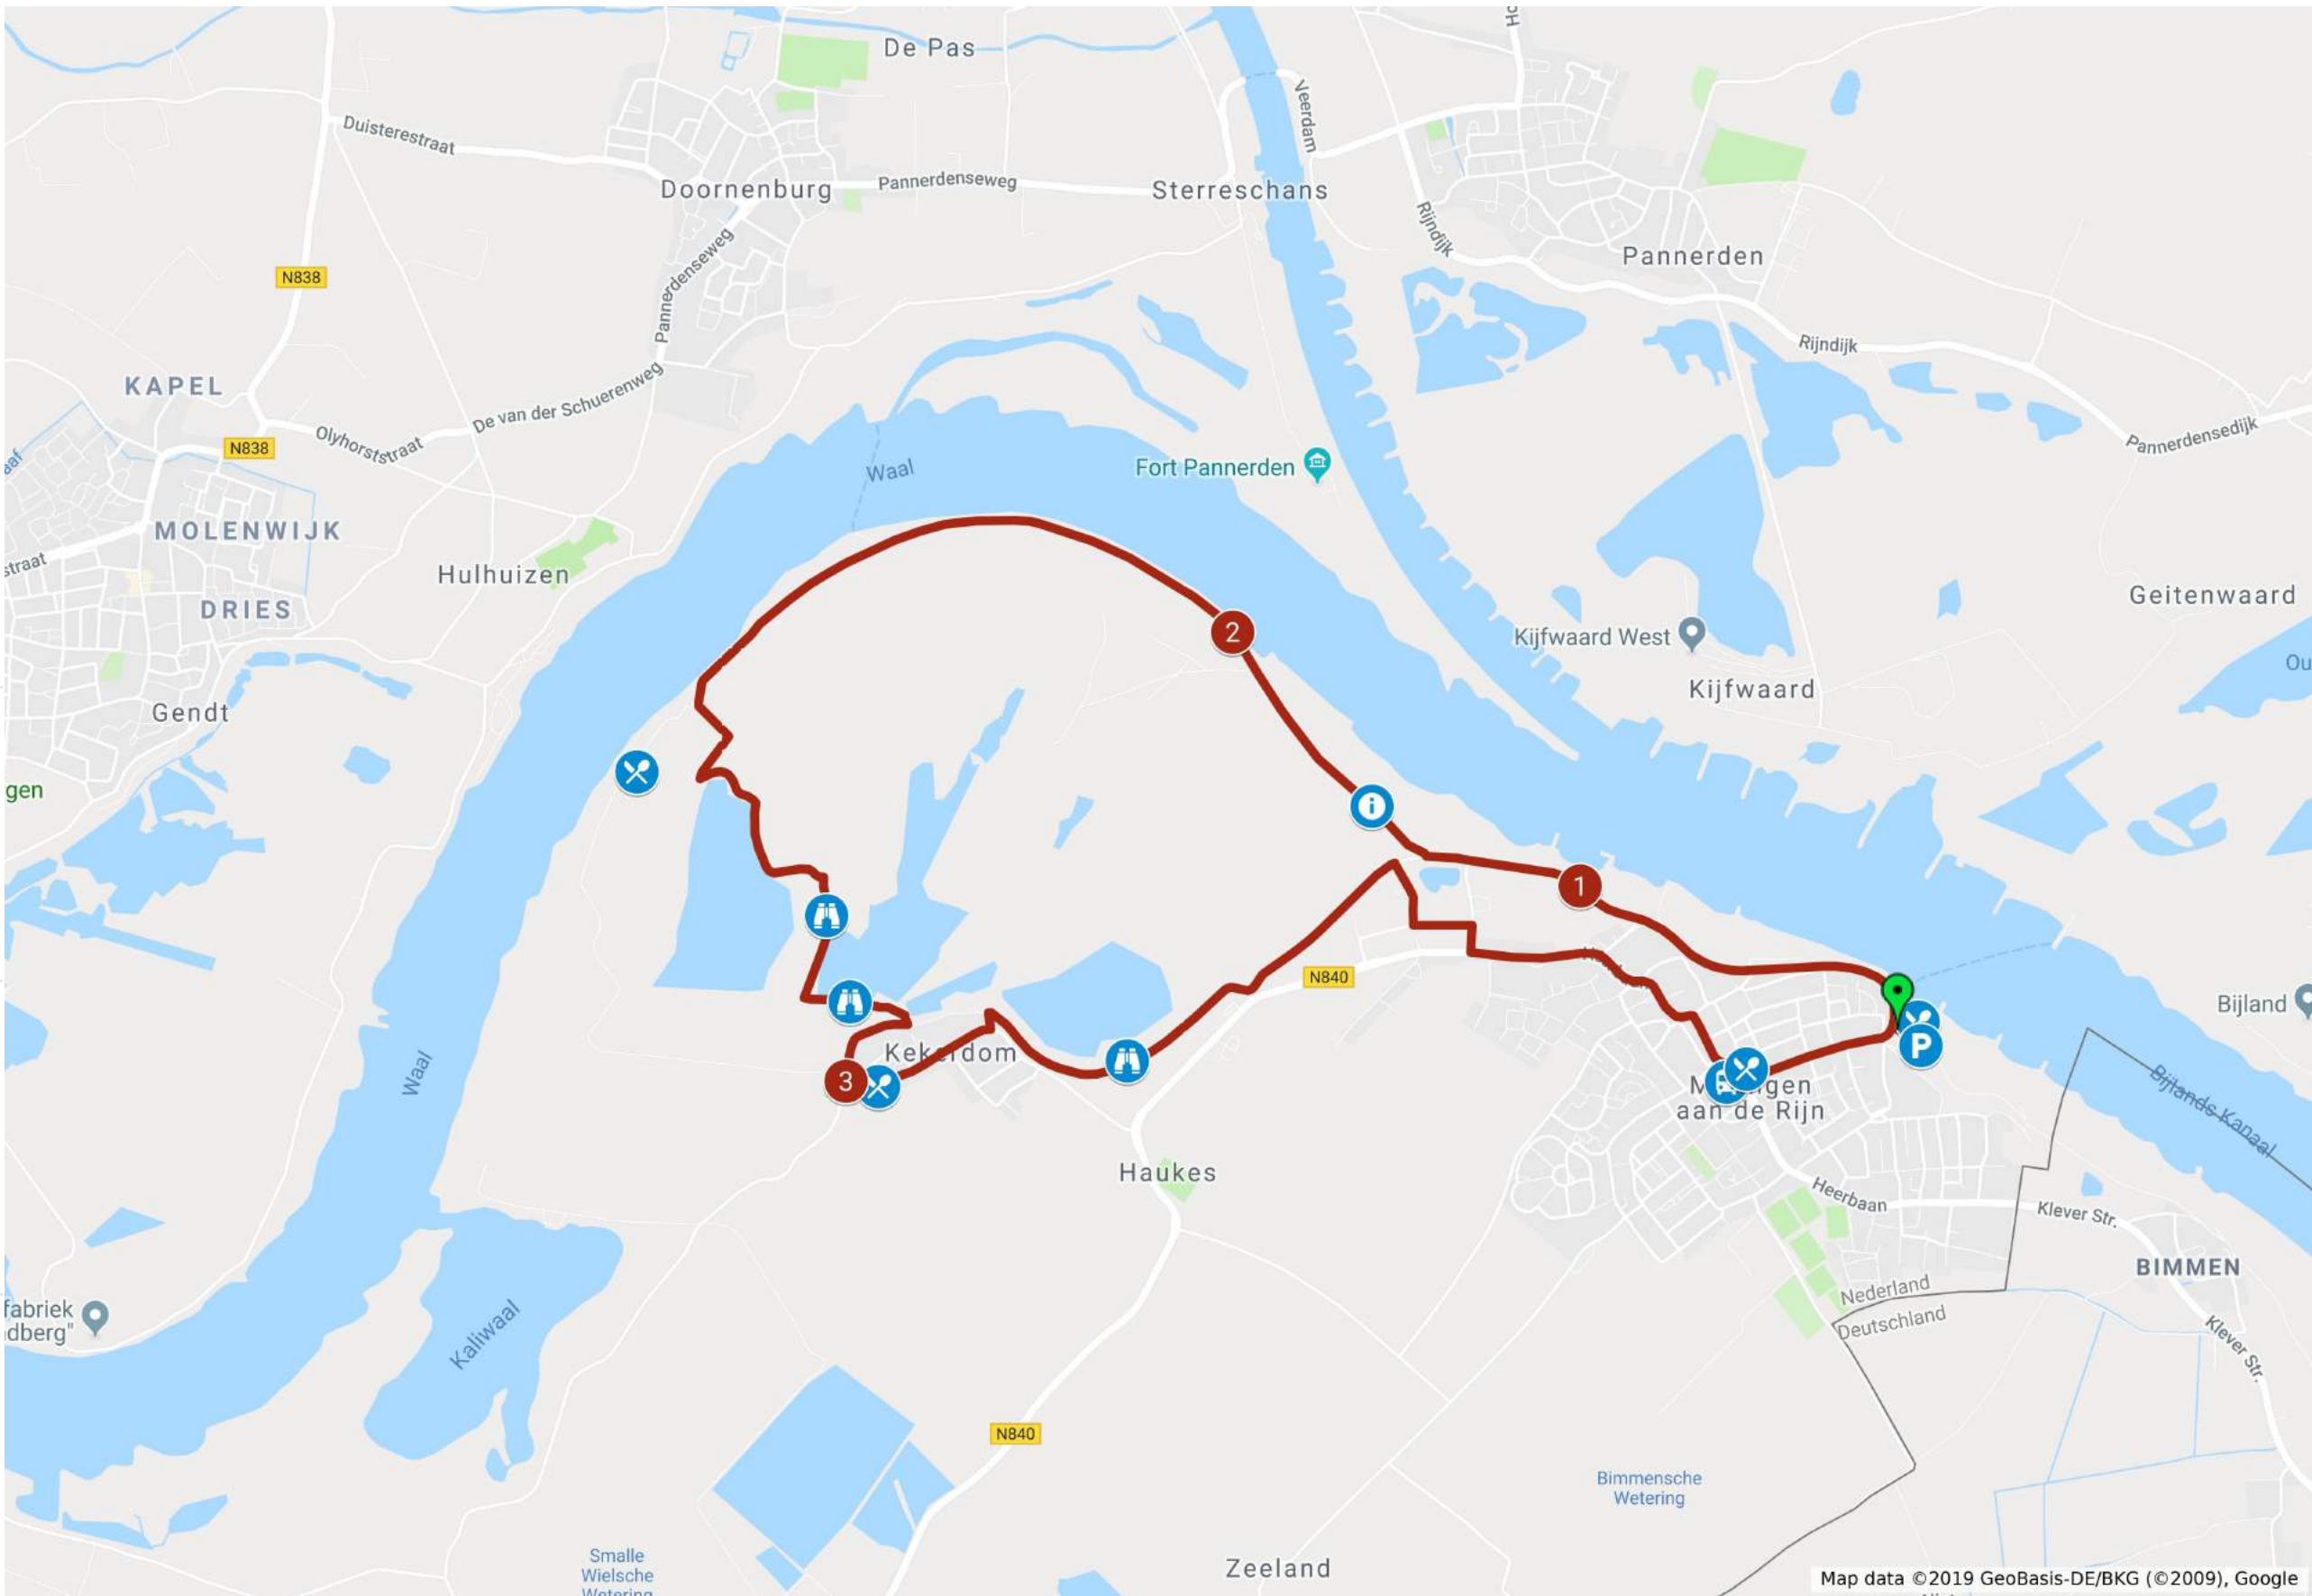 De Pas
Duisterestraat
Veerdam
Doornenburg
Pannerdenseweg
Sterreschans
Rijndijk
Pannerden
Pannerdenseweg
N838
Rijndijk
KAPEL
De van der Schuerenweg
Olyhorststraat
N838
Pannerdensedijk
Waal
Fort Pannerden
MOLENWIJK
straat
Hulhuizen
DRIES
Geitenwaard
2
Kijfwaard West
Kijfwaard
Ou
Gendt
gen
i
1
N840
Bijland
Kekerdom
P
3
aan de Rijn
Waal
Bijlands Kanaal
Haukes
Heerbaan
Klever Str.
BIMMEN
Nederland
Deutschland
fabriek
dberg"
Kaliwaal
Klever Str.
N840
Bimmensche
Wetering
Smalle
Wielsche
Wetering
Zeeland
Map data ©2019 GeoBasis-DE/BKG (©2009), Google